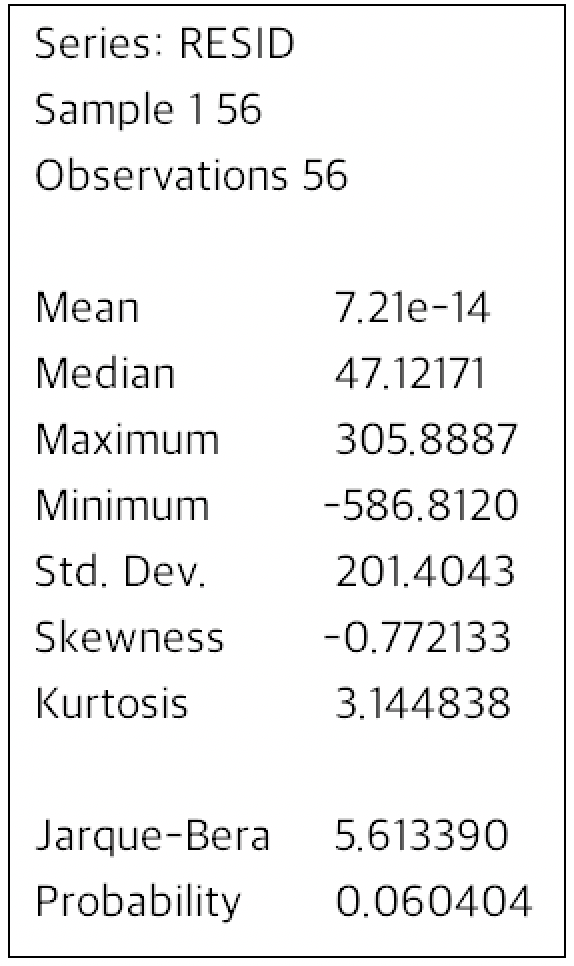 Series: RESID
Sample 1 56
Observations 56
Mean 7.21e-14
Median 47.12171
Maximum 305.8887
Minimum -586.8120
Std. Dev. 201.4043
Skewness -0.772133
Kurtosis 3.144838
Jarque-Bera 5.613390
Probability 0.060404